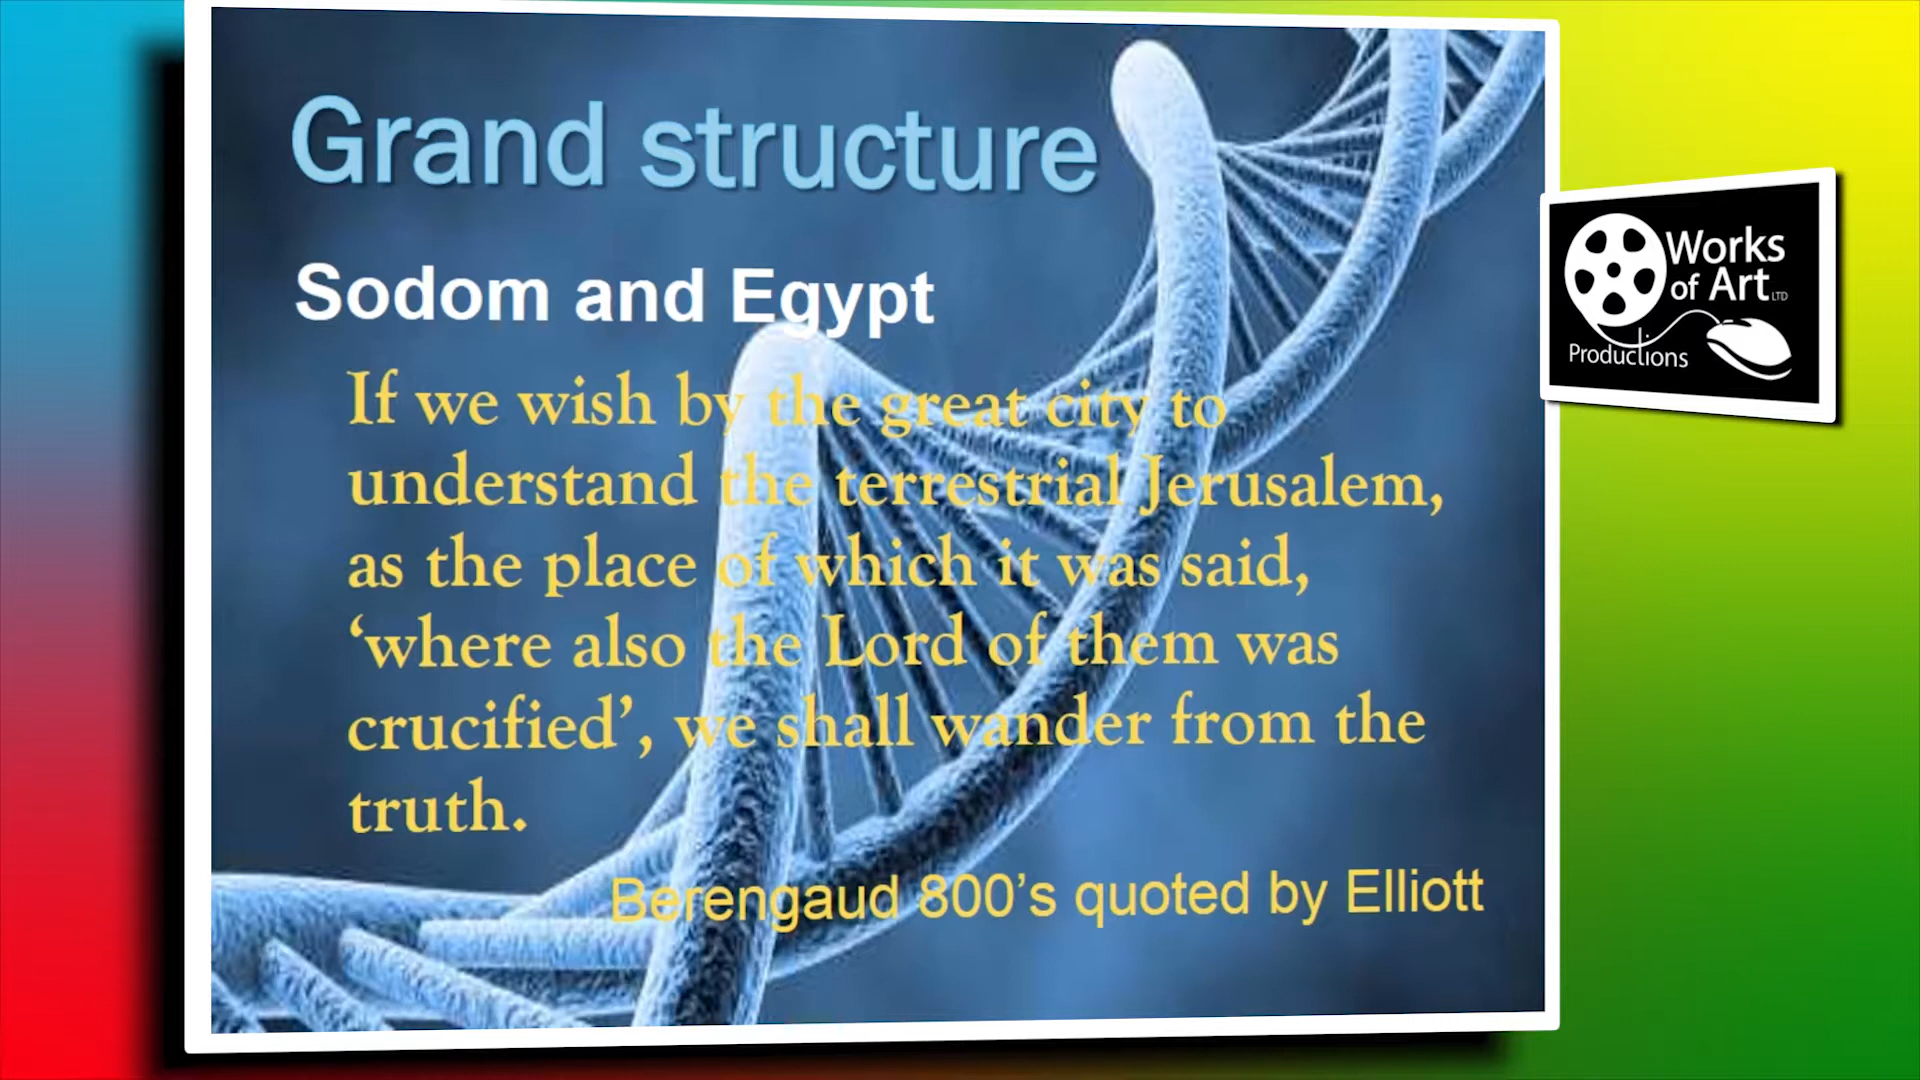 Grand structure
Sodom and Egypt
If we wish by the great city to
understand the terrestrial Jerusalem,
as the place of which it was said,
‘where also the Lord of them was
crucified’, we shall wander from the
truth.
Berengaud 800’s quoted by Elliott
Works
of Art LTD
Productions